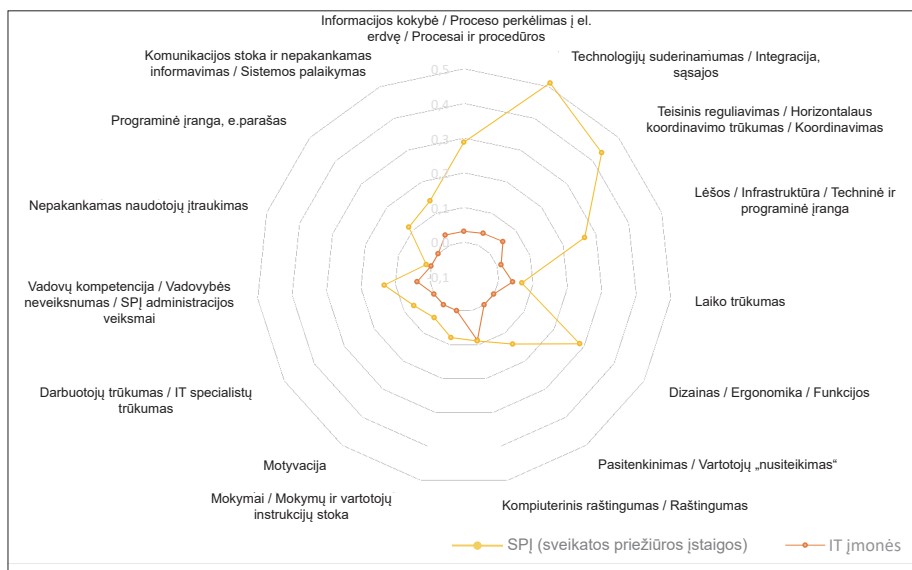 Informacijos kokybė / Proceso perkėlimas į el.
erdvę / Procesai ir procedūros
Komunikacijos stoka ir nepakankamas
informavimas / Sistemos palaikymas
Technologijų suderinamumas / Integracija,
sąsajos
Programinė įranga, e.parašas
Teisinis reguliavimas / Horizontalaus
koordinavimo trūkumas / Koordinavimas
Nepakankamas naudotojų įtraukimas
Lėšos / Infrastruktūra / Techninė ir
programinė įranga
Vadovų kompetencija / Vadovybės
neveiksnumas / SPĮ administracijos
veiksmai
Laiko trūkumas
Darbuotojų trūkumas / IT specialistų
trūkumas
Dizainas / Ergonomika / Funkcijos
Motyvacija
Pasitenkinimas / Vartotojų „nusiteikimas“
Mokymai / Mokymų ir vartotojų
instrukcijų stoka
Kompiuterinis raštingumas / Raštingumas
0,5
0,4
0,3
0,2
0,1
0,0
-0,1
SPĮ (sveikatos priežiūros įstaigos)
IT įmonės